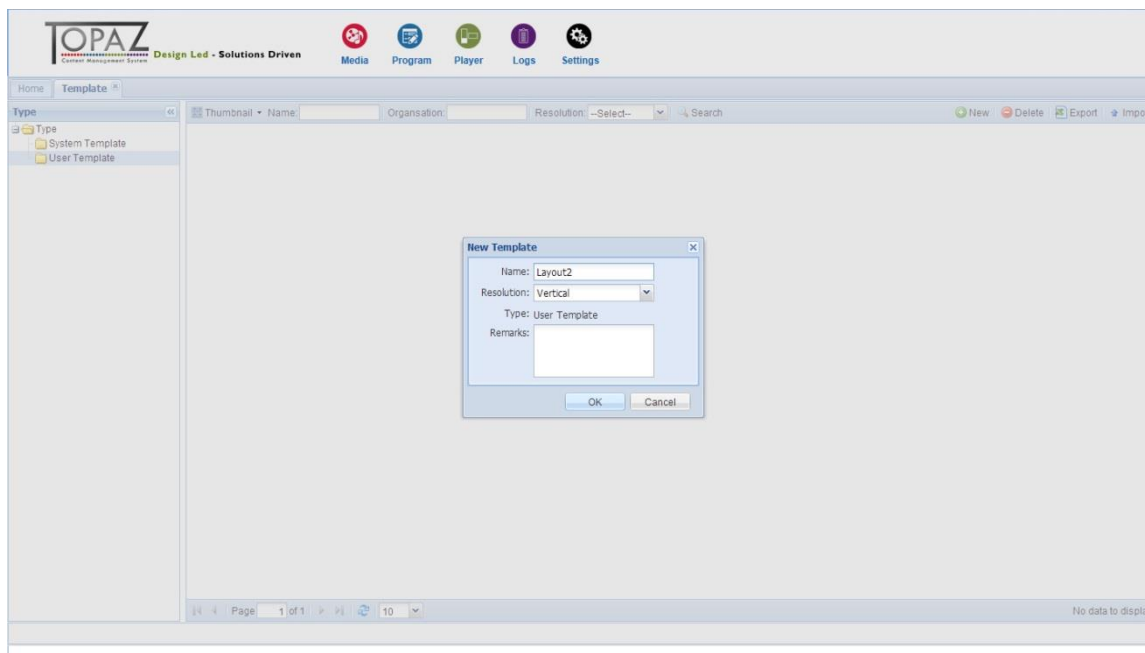 TOPAZ
Content Management System
Design Led - Solutions Driven
Media Program Player Logs Settings
Home Template
Type Thumbnail Name: Organsation: Resolution: --Select-- Search New Delete Export Impo
Type
System Template
User Template
New Template
Name: Layout2
Resolution: Vertical
Type: User Template
Remarks:
OK Cancel
Page 1 of 1 10 No data to displa